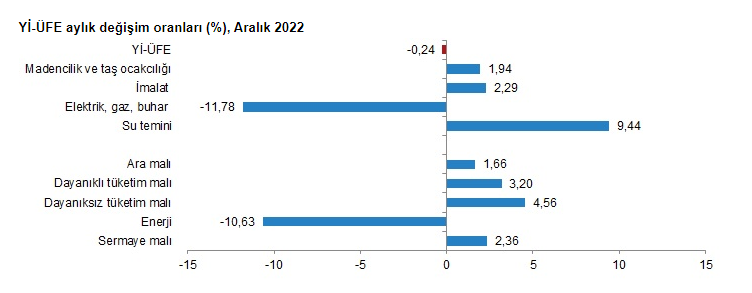 Yİ-ÜFE aylık değişim oranları (%), Aralık 2022
Yİ-ÜFE -0,24
Madencilik ve taş ocakcılığı 1,94
İmalat 2,29
Elektrik, gaz, buhar -11,78
Su temini 9,44
Ara malı 1,66
Dayanıklı tüketim malı 3,20
Dayanıksız tüketim malı 4,56
Enerji -10,63
Sermaye malı 2,36
-15 -10 -5 0 5 10 15